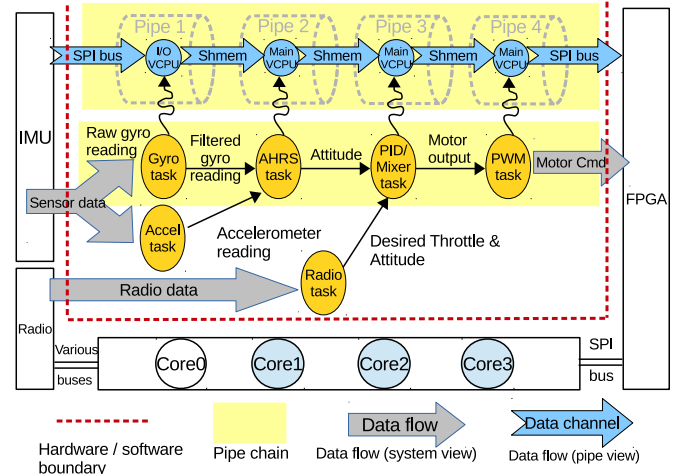 Pipe 1
Pipe 2
Pipe 3
Pipe 4
SPI bus
I/O
VCPU
Shmem
Main
VCPU
Shmem
Main
VCPU
Shmem
Main
VCPU
SPI bus
IMU
Raw gyro
reading
Filtered
gyro
reading
Attitude
Motor
output
Gyro
task
AHRS
task
PID/
Mixer
task
PWM
task
Motor Cmd
FPGA
Sensor data
Accel
task
Accelerometer
reading
Desired Throttle &
Attitude
Radio data
Radio
task
Radio
Various
buses
Core0
Core1
Core2
Core3
SPI
bus
Hardware / software
boundary
Pipe chain
Data flow
Data flow (system view)
Data channel
Data flow (pipe view)